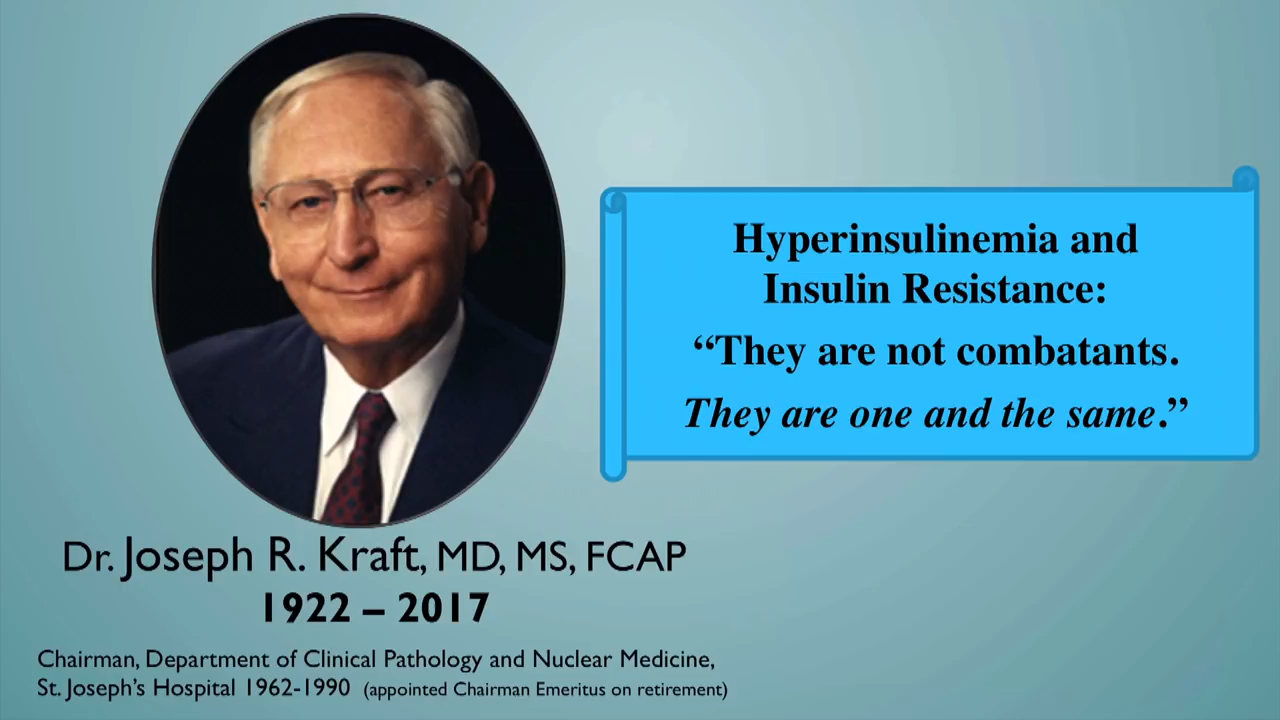 Hyperinsulinemia and
Insulin Resistance:
“They are not combatants.
They are one and the same.”
Dr. Joseph R. Kraft, MD, MS, FCAP
1922 – 2017
Chairman, Department of Clinical Pathology and Nuclear Medicine,
St. Joseph’s Hospital 1962-1990 (appointed Chairman Emeritus on retirement)